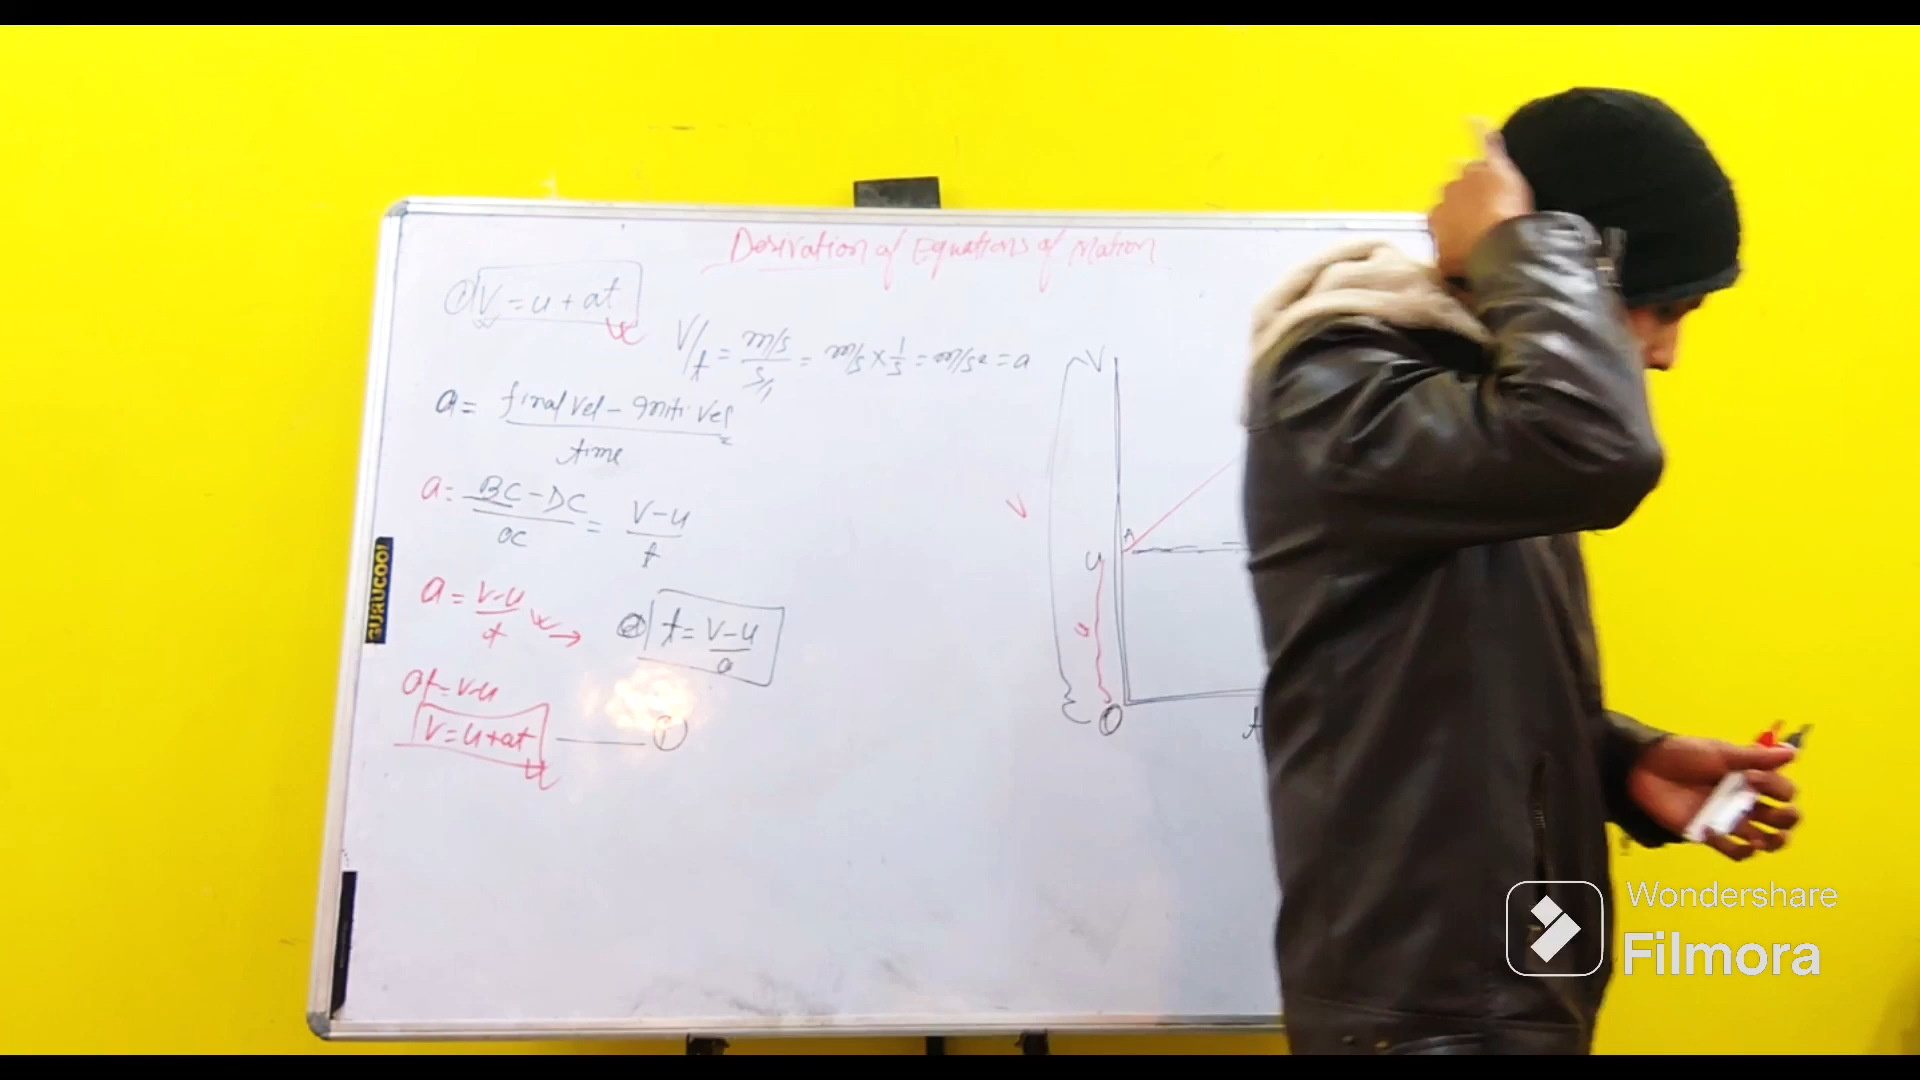 Derivation of Equations of Motion
① V = u + at
V/t = m/s / s/1 = m/s × 1/s = m/s² = a
a = final vel - initi vel / time
a = BC - DC / OC = V - u / t
a = v-u / t → t = V-u / a
at = v-u
V = u + at ——— ①
V
V
A
u
u
O
GURUCOOL
Wondershare
Filmora